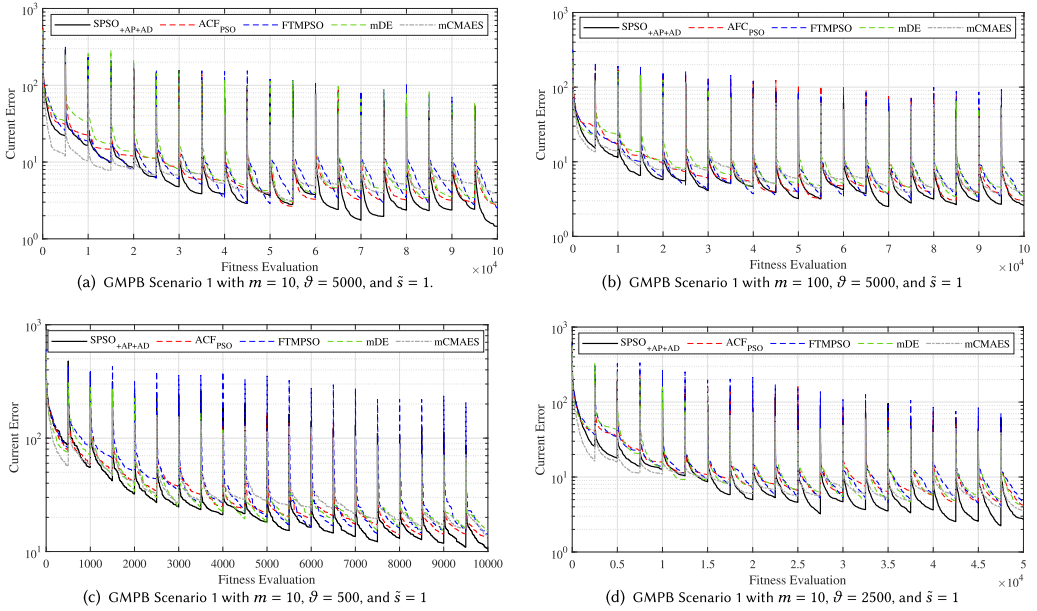 SPSO+AP+AD ACFPSO FTMPSO mDE mCMAES
10^3
10^2
10^1
10^0
Current Error
0 1 2 3 4 5 6 7 8 9 10
Fitness Evaluation
×10^4
(a) GMPB Scenario 1 with m = 10, ϑ = 5000, and s̃ = 1.
SPSO+AP+AD AFCPSO FTMPSO mDE mCMAES
10^3
10^2
10^1
10^0
Current Error
0 1 2 3 4 5 6 7 8 9 10
Fitness Evaluation
×10^4
(b) GMPB Scenario 1 with m = 100, ϑ = 5000, and s̃ = 1
SPSO+AP+AD ACFPSO FTMPSO mDE mCMAES
10^3
10^2
10^1
Current Error
0 1000 2000 3000 4000 5000 6000 7000 8000 9000 10000
Fitness Evaluation
(c) GMPB Scenario 1 with m = 10, ϑ = 500, and s̃ = 1
SPSO+AP+AD ACFPSO FTMPSO mDE mCMAES
10^3
10^2
10^1
10^0
Current Error
0 0.5 1 1.5 2 2.5 3 3.5 4 4.5 5
Fitness Evaluation
×10^4
(d) GMPB Scenario 1 with m = 10, ϑ = 2500, and s̃ = 1